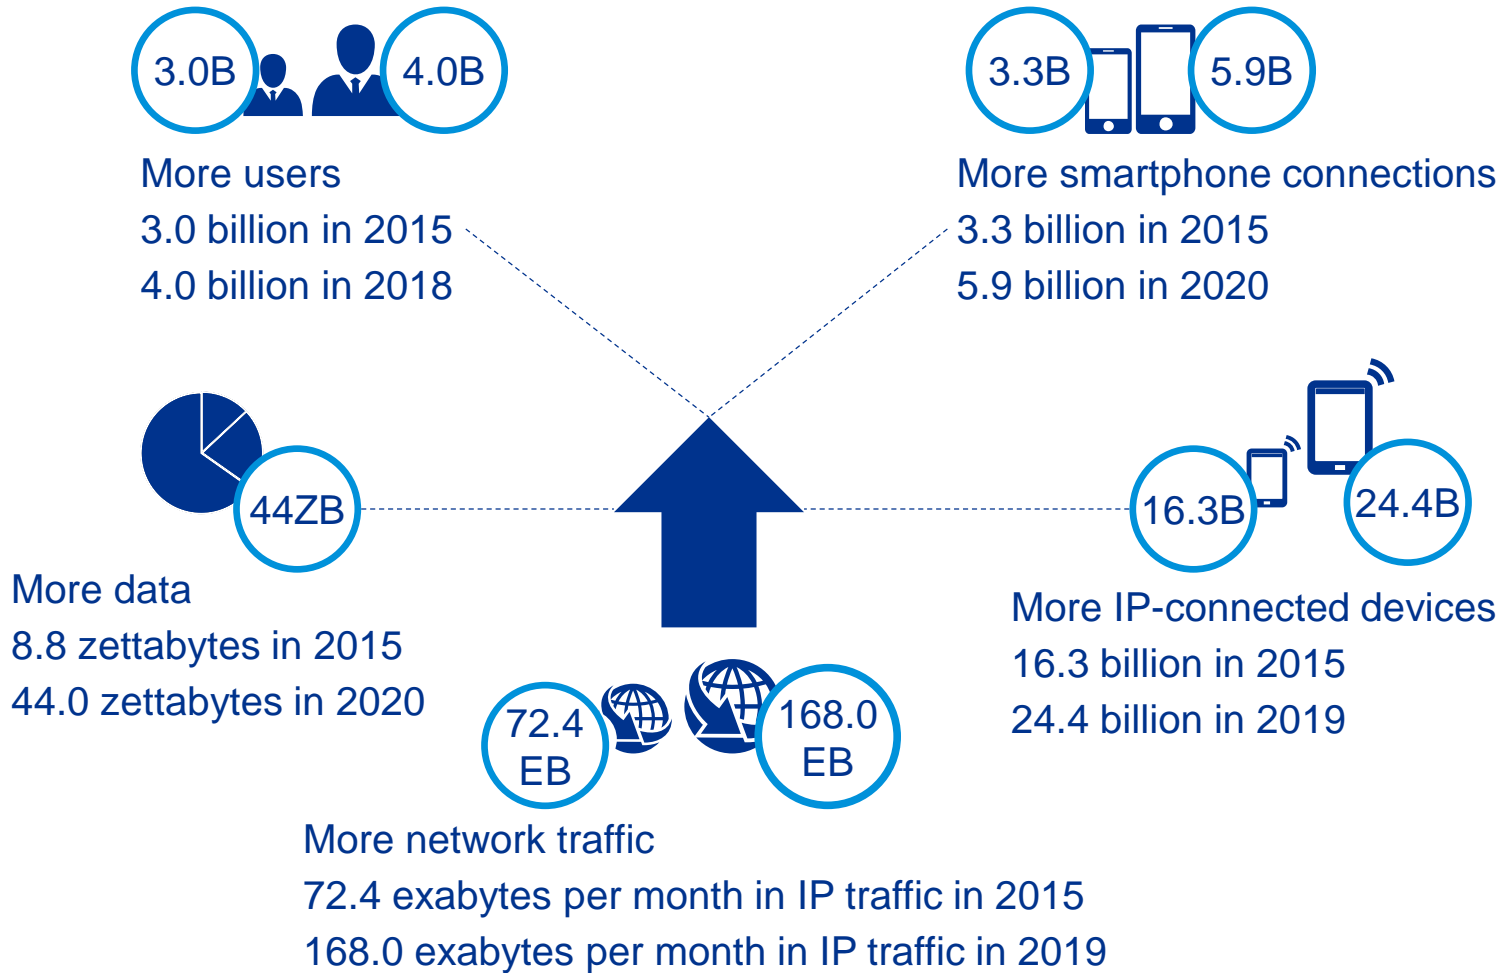 3.0B
4.0B
More users
3.0 billion in 2015
4.0 billion in 2018
3.3B
5.9B
More smartphone connections
3.3 billion in 2015
5.9 billion in 2020
44ZB
More data
8.8 zettabytes in 2015
44.0 zettabytes in 2020
16.3B
24.4B
More IP-connected devices
16.3 billion in 2015
24.4 billion in 2019
72.4
EB
168.0
EB
More network traffic
72.4 exabytes per month in IP traffic in 2015
168.0 exabytes per month in IP traffic in 2019